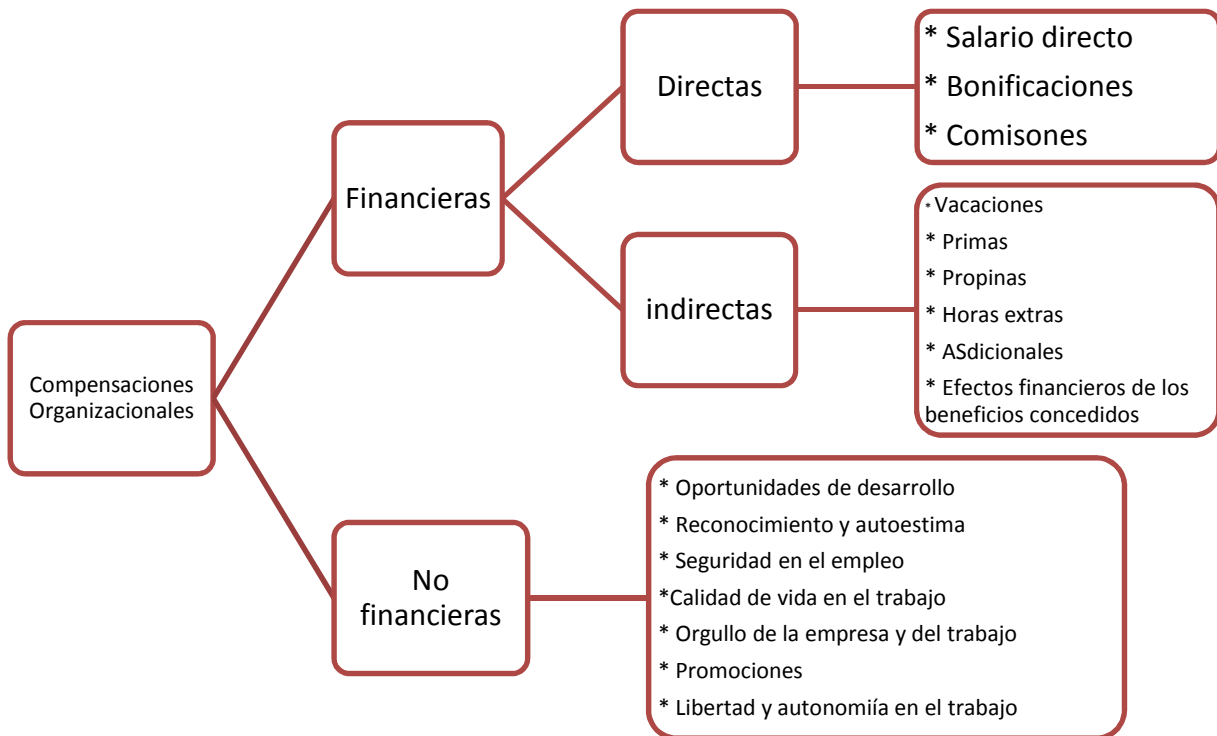 Compensaciones
Organizacionales
Financieras
Directas
* Salario directo
* Bonificaciones
* Comisones
indirectas
* Vacaciones
* Primas
* Propinas
* Horas extras
* ASdicionales
* Efectos financieros de los
beneficios concedidos
No
financieras
* Oportunidades de desarrollo
* Reconocimiento y autoestima
* Seguridad en el empleo
*Calidad de vida en el trabajo
* Orgullo de la empresa y del trabajo
* Promociones
* Libertad y autonomiía en el trabajo